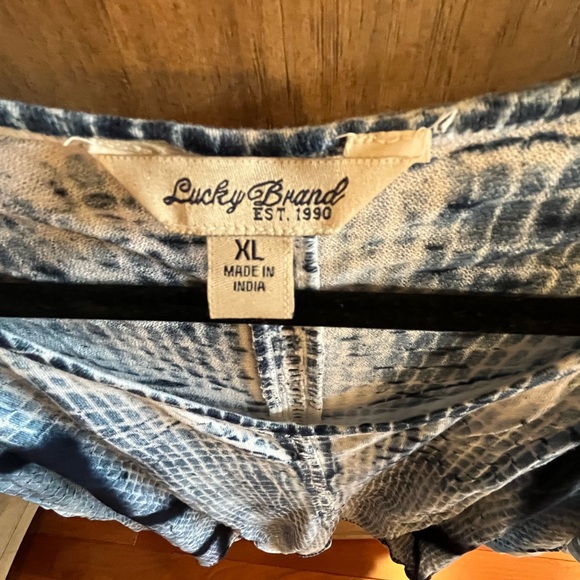 Lucky Brand
EST. 1990
XL
MADE IN
INDIA